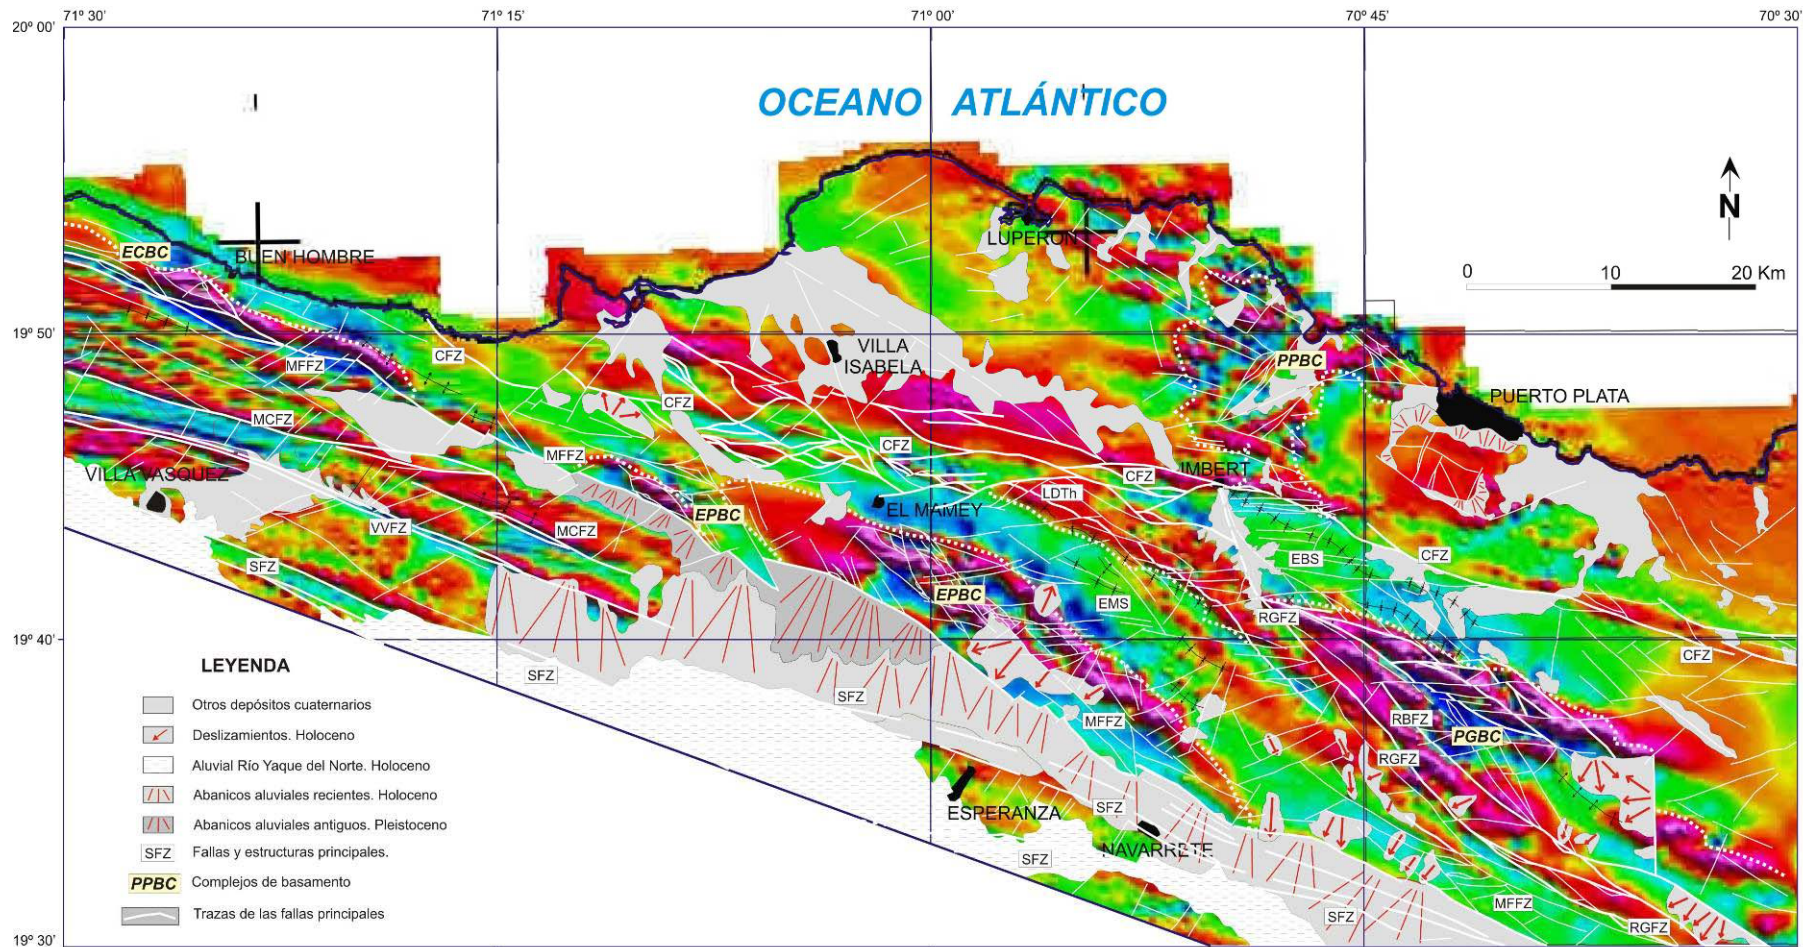 71º 30'
71º 15'
71º 00'
70º 45'
70º 30'
20º 00'
OCEANO ATLÁNTICO
N
LUPERON
ECBC
BUEN HOMBRE
0 10 20 Km
19º 50'
CFZ
MFFZ
VILLA
ISABELA
PPBC
PUERTO PLATA
CFZ
MCFZ
CFZ
MFFZ
VILLA VASQUEZ
CFZ
IMBERT
LDTh
EPBC
EL MAMEY
VVFZ
MCFZ
SFZ
EBS
CFZ
EPBC
EMS
RGFZ
19º 40'
CFZ
LEYENDA
SFZ
SFZ
MFFZ
RBFZ
PGBC
RGFZ
Otros depósitos cuaternarios
Deslizamientos. Holoceno
Aluvial Río Yaque del Norte. Holoceno
Abanicos aluviales recientes. Holoceno
Abanicos aluviales antiguos. Pleistoceno
SFZ Fallas y estructuras principales.
PPBC Complejos de basamento
Trazas de las fallas principales
ESPERANZA
SFZ
NAVARRETE
SFZ
MFFZ
SFZ
RGFZ
19º 30'